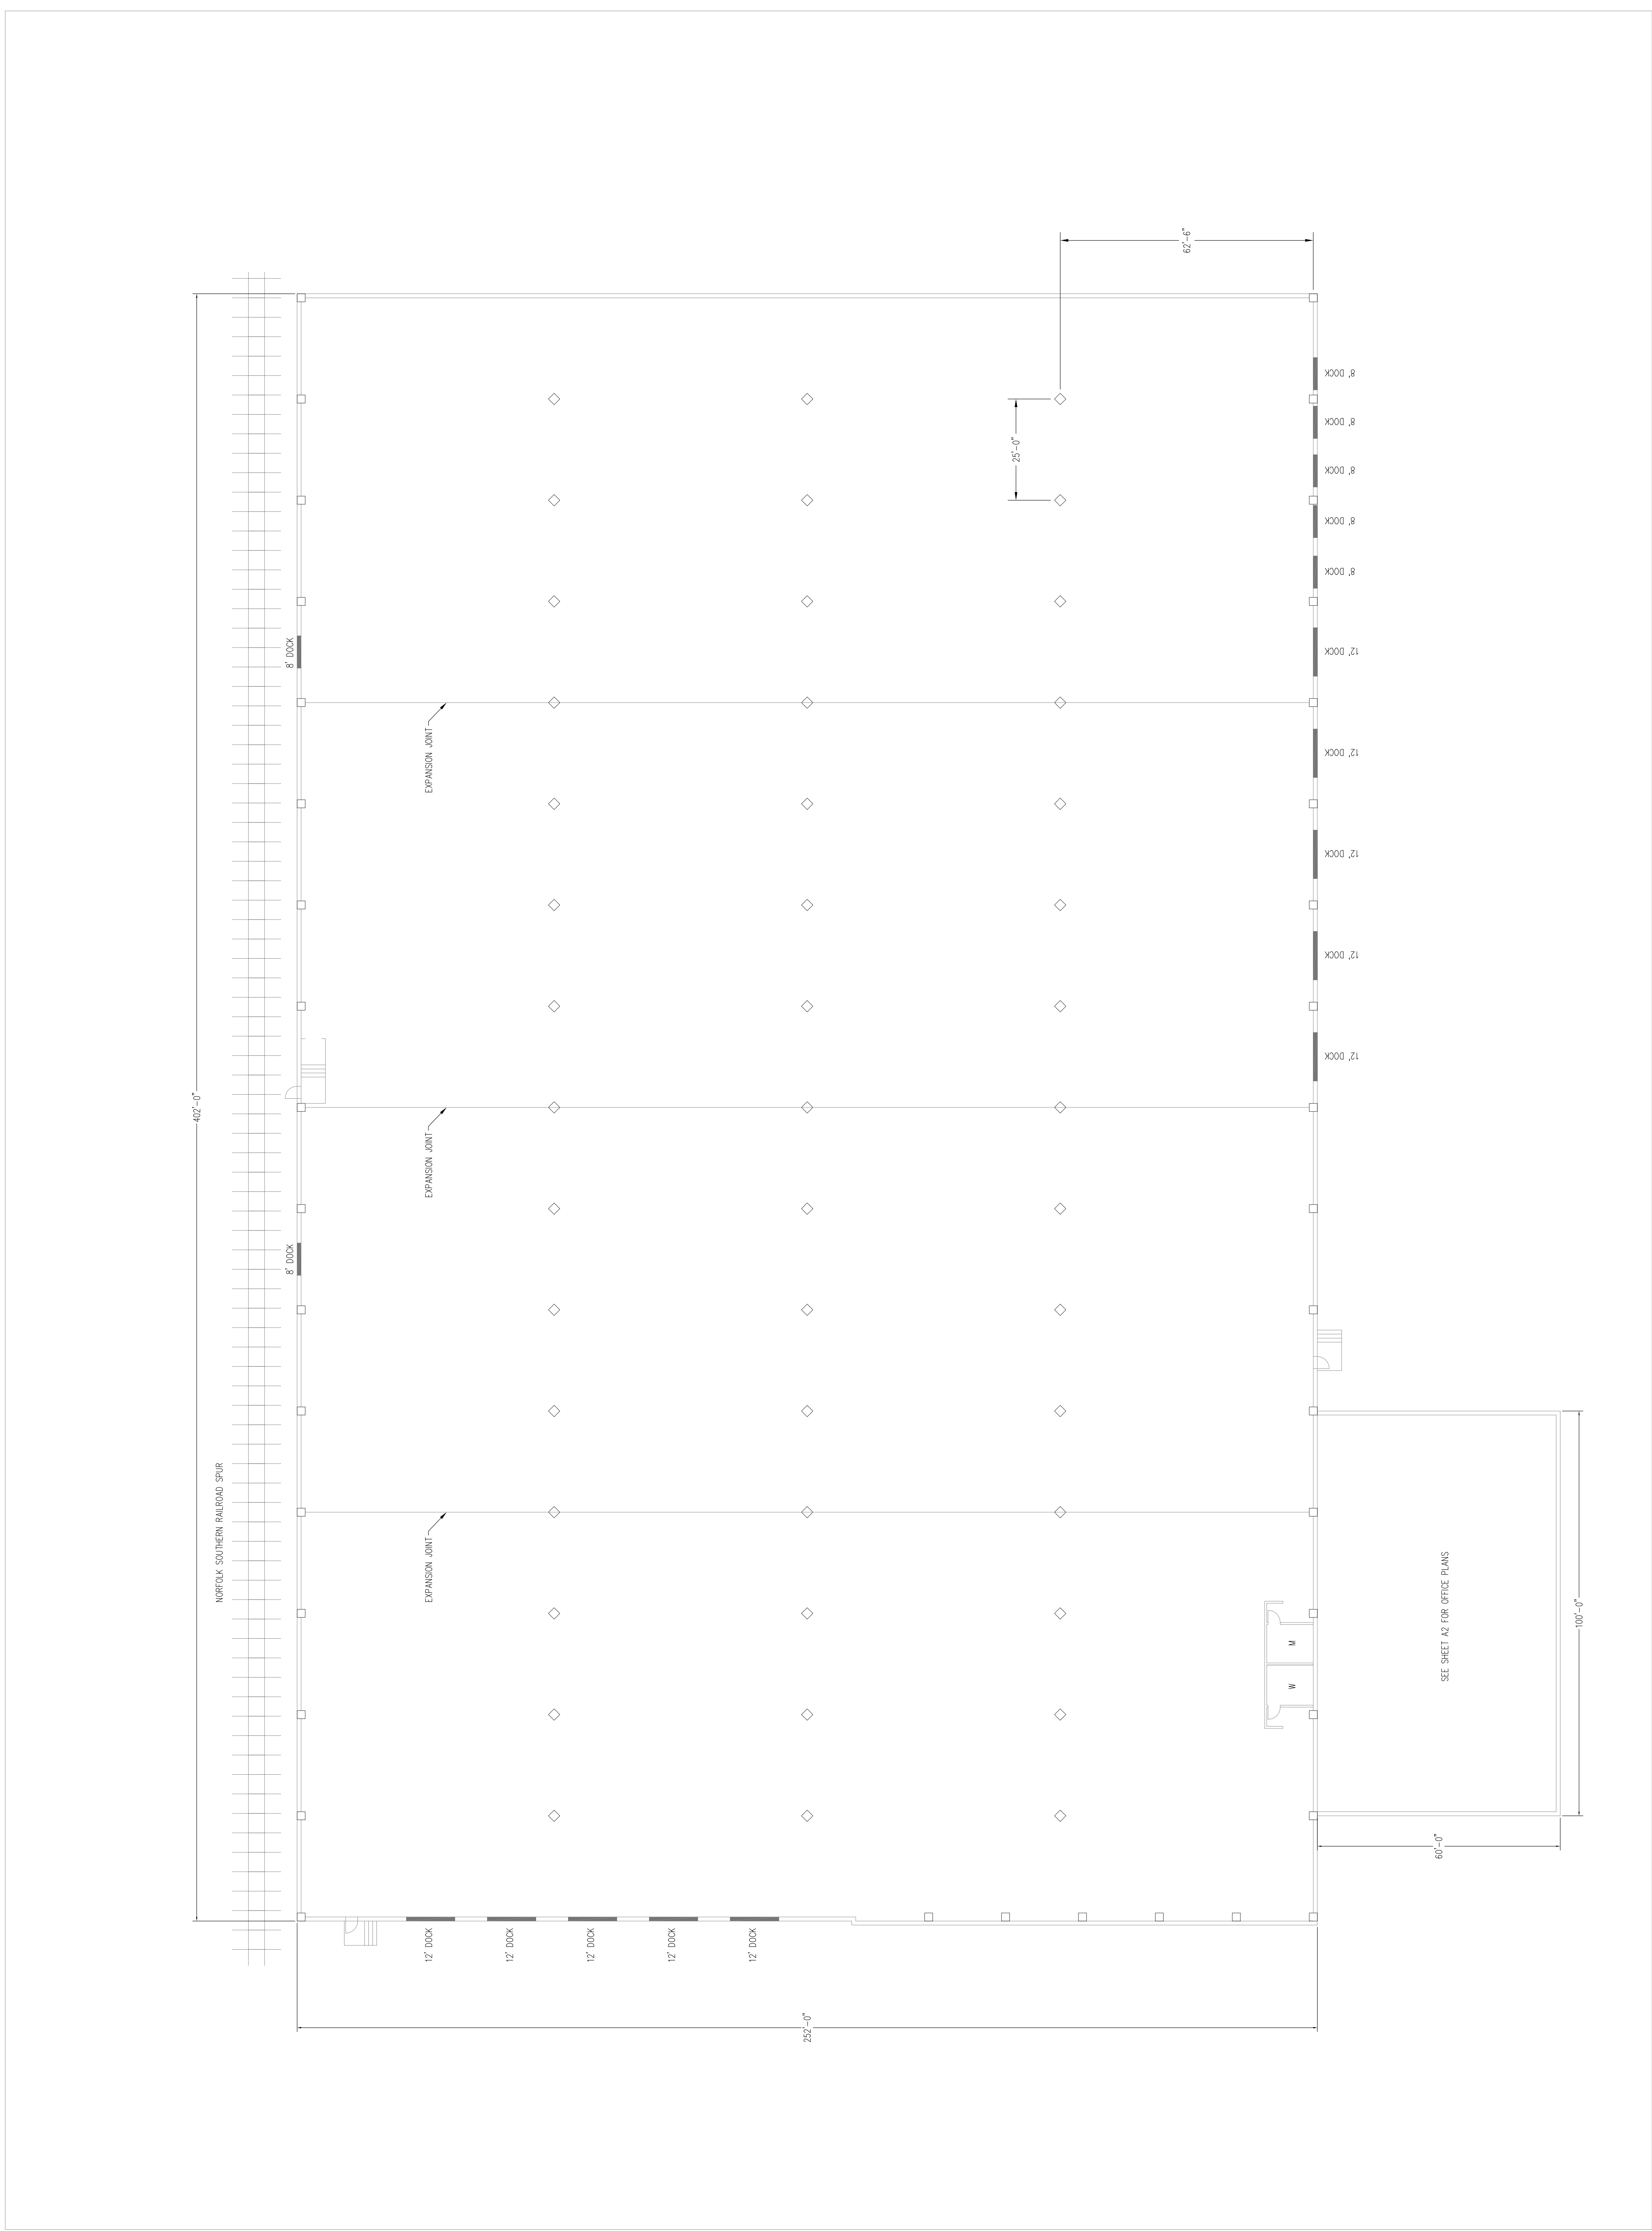 62'-6"
8' DOCK
8' DOCK
25'-0"
8' DOCK
8' DOCK
8' DOCK
8' DOCK
12' DOCK
EXPANSION JOINT
12' DOCK
12' DOCK
12' DOCK
12' DOCK
402'-0"
EXPANSION JOINT
8' DOCK
NORFOLK SOUTHERN RAILROAD SPUR
EXPANSION JOINT
SEE SHEET A2 FOR OFFICE PLANS
100'-0"
M
W
60'-0"
12' DOCK
12' DOCK
12' DOCK
12' DOCK
12' DOCK
252'-0"